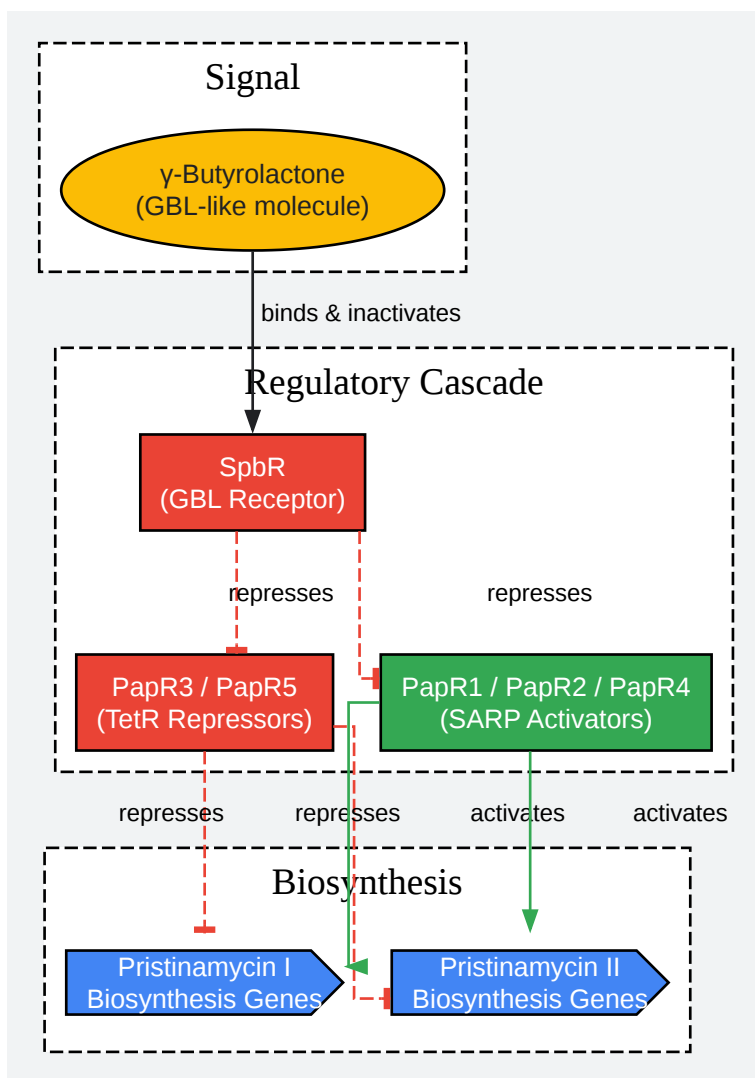 Signal
γ-Butyrolactone
(GBL-like molecule)
binds & inactivates
Regulatory Cascade
SpbR
(GBL Receptor)
represses
represses
PapR3 / PapR5
(TetR Repressors)
PapR1 / PapR2 / PapR4
(SARP Activators)
represses
represses
activates
activates
Biosynthesis
Pristinamycin I
Biosynthesis Genes
Pristinamycin II
Biosynthesis Genes